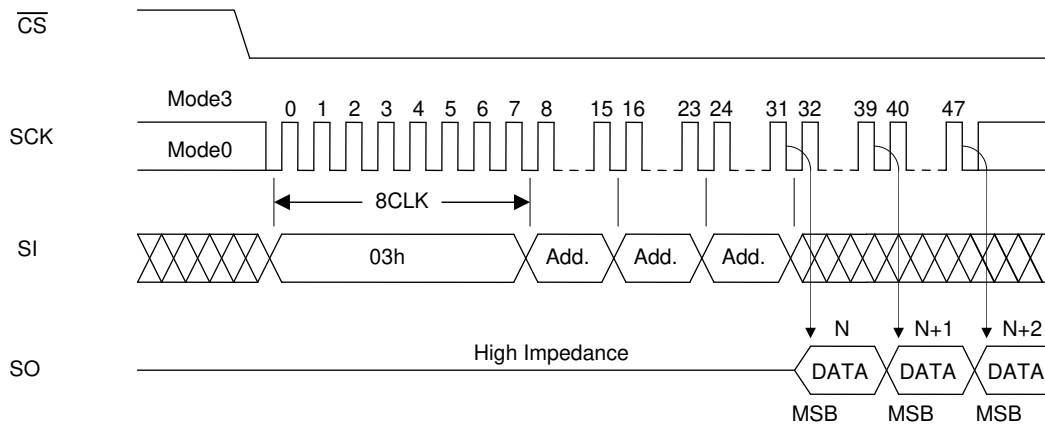 CS
Mode3
0 1 2 3 4 5 6 7 8 15 16 23 24 31 32 39 40 47
SCK
Mode0
8CLK
SI
03h Add. Add. Add.
N N+1 N+2
High Impedance
SO
DATA DATA DATA
MSB MSB MSB